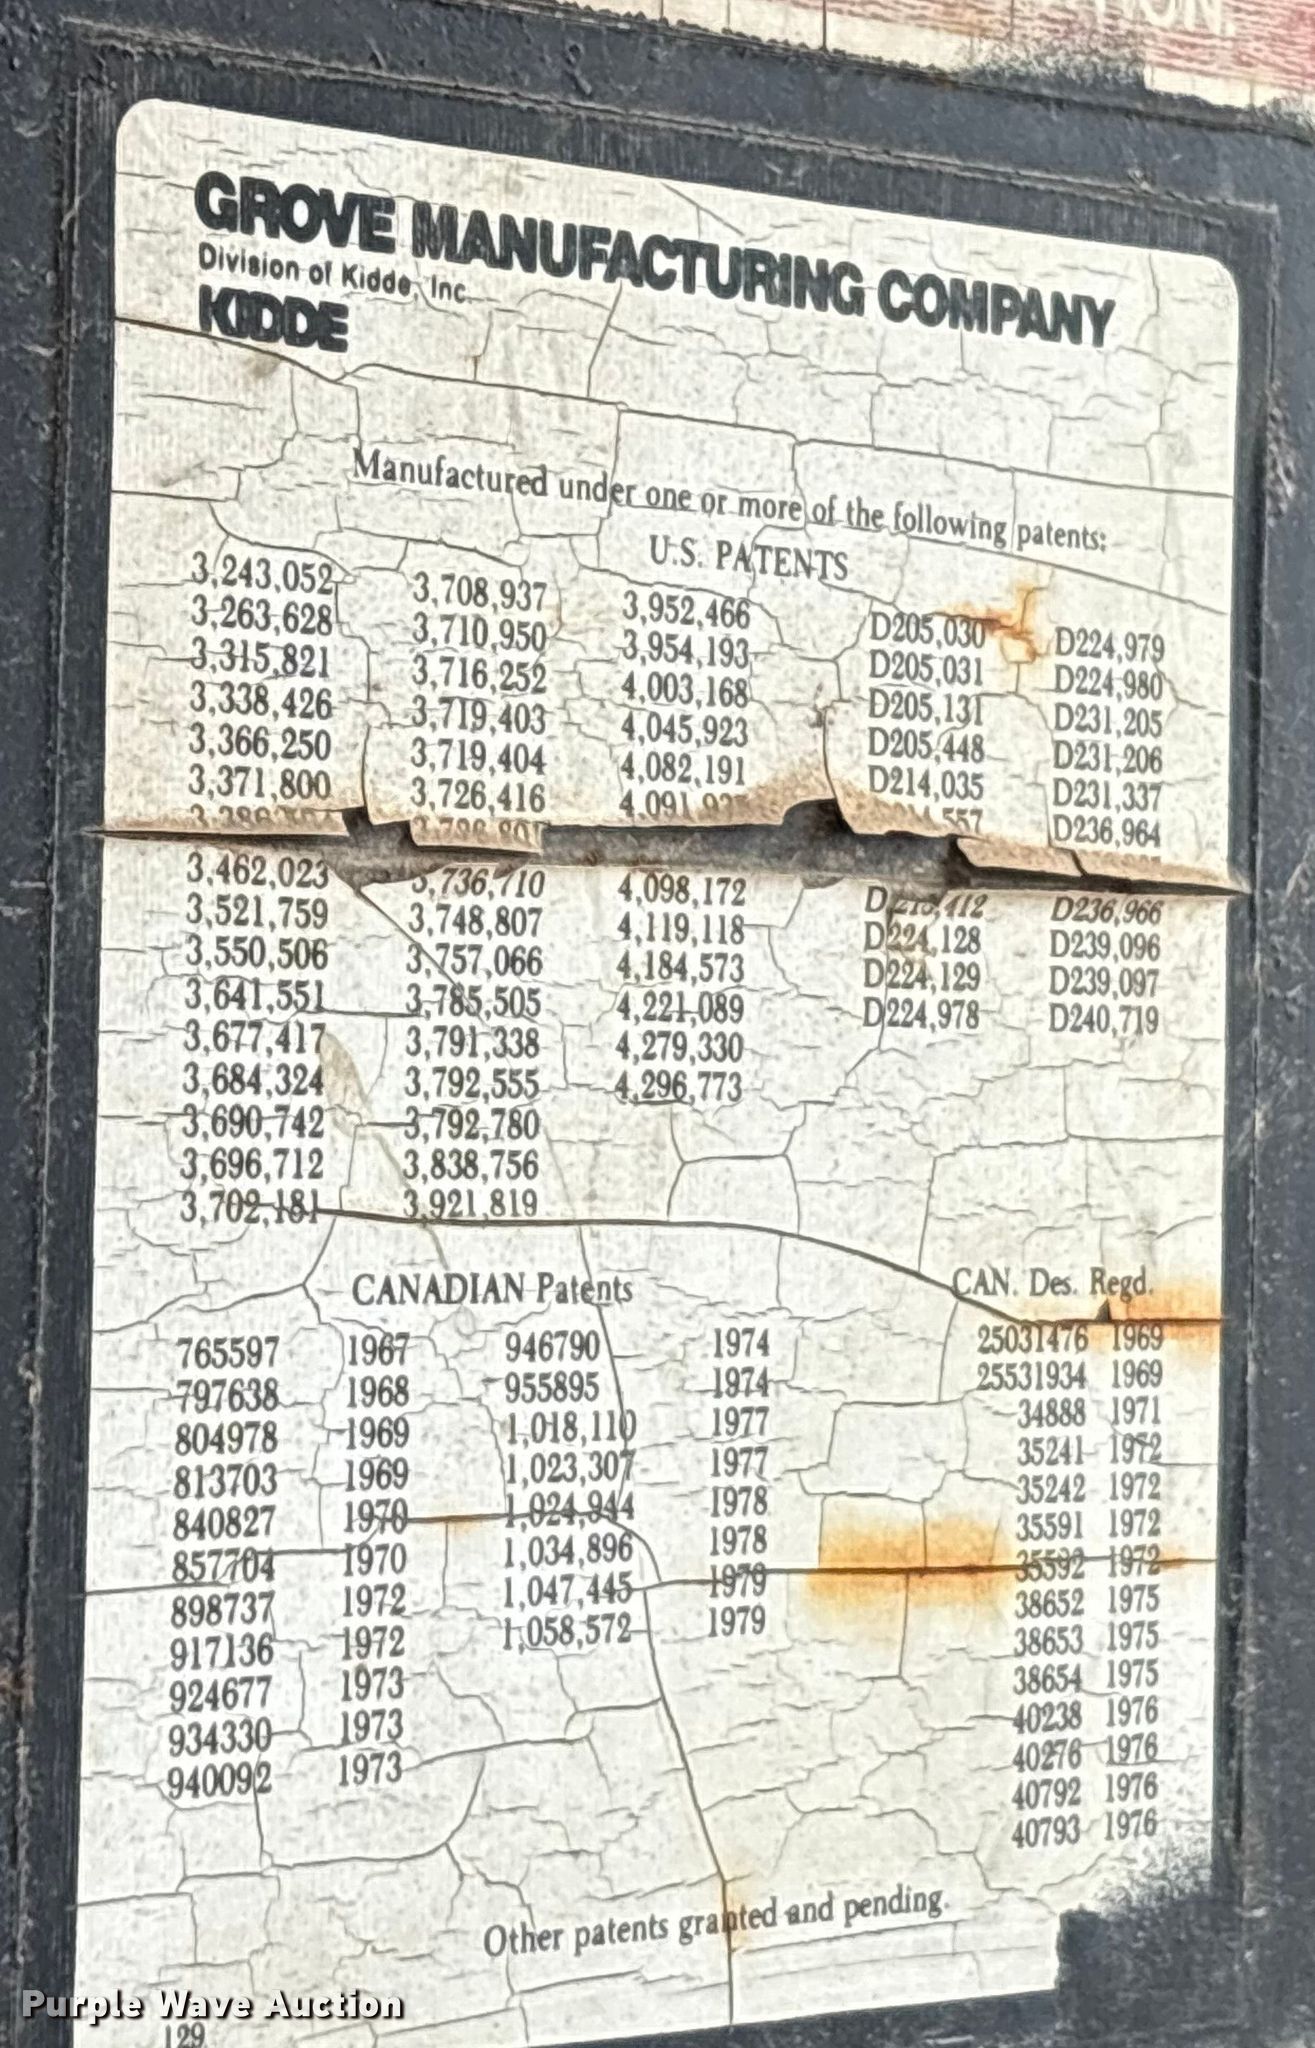 GROVE MANUFACTURING COMPANY
Division of Kidde, Inc.
KIDDE
Manufactured under one or more of the following patents:
U.S. PATENTS
3,243,052 3,708,937 3,952,466 D205,030 D224,979
3,263,628 3,710,950 3,954,193 D205,031 D224,980
3,315,821 3,716,252 4,003,168 D205,131 D231,205
3,338,426 3,719,403 4,045,923 D205,448 D231,206
3,366,250 3,719,404 4,082,191 D214,035 D231,337
3,371,800 3,726,416 D236,964
3,462,023 3,736,710 4,098,172 D236,966
3,521,759 3,748,807 4,119,118 D224,128 D239,096
3,550,506 3,757,066 4,184,573 D224,129 D239,097
3,641,551 3,785,505 4,221,089 D224,978 D240,719
3,677,417 3,791,338 4,279,330
3,684,324 3,792,555 4,296,773
3,690,742 3,792,780
3,696,712 3,838,756
3,702,181 3,921,819
CANADIAN Patents CAN. Des. Regd.
765597 1967 946790 1974 25031476 1969
797638 1968 955895 1974 25531934 1969
804978 1969 1,018,110 1977 34888 1971
813703 1969 1,023,307 1977 35241 1972
840827 1970 1,024,944 1978 35242 1972
857704 1970 1,034,896 1978 35591 1972
898737 1972 1,047,445 1979 35592 1972
917136 1972 1,058,572 1979 38652 1975
924677 1973 38653 1975
934330 1973 38654 1975
940092 1973 40238 1976
40276 1976
40792 1976
40793 1976
Other patents granted and pending.
Purple Wave Auction
129